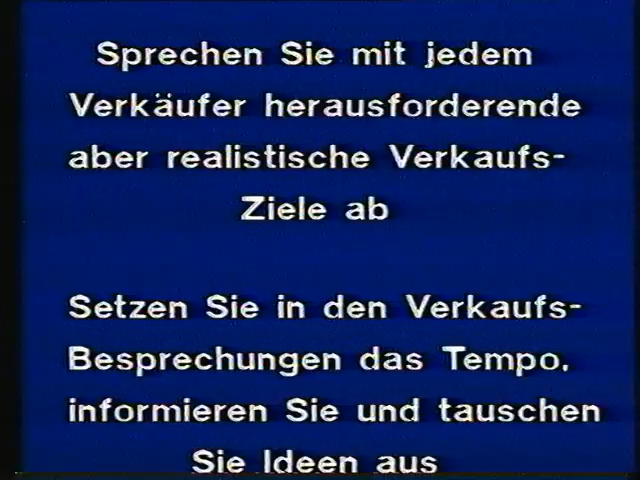 Sprechen Sie mit jedem
Verkäufer herausforderende
aber realistische Verkaufs-
Ziele ab
Setzen Sie in den Verkaufs-
Besprechungen das Tempo.
informieren Sie und tauschen
Sie Ideen aus